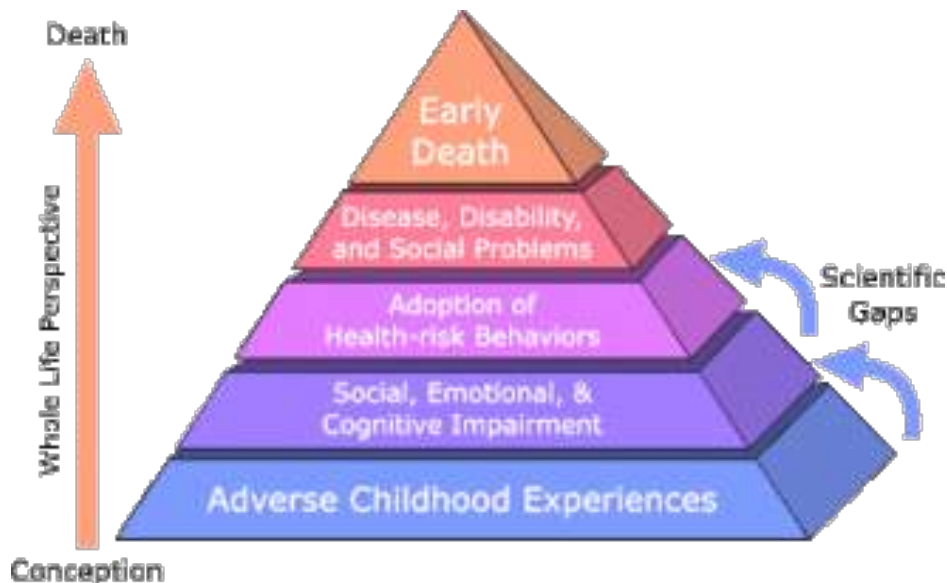 Death
Early
Death
Disease, Disability,
and Social Problems
Adoption of
Health-risk Behaviors
Social, Emotional, &
Cognitive Impairment
Adverse Childhood Experiences
Whole Life Perspective
Conception
Scientific
Gaps